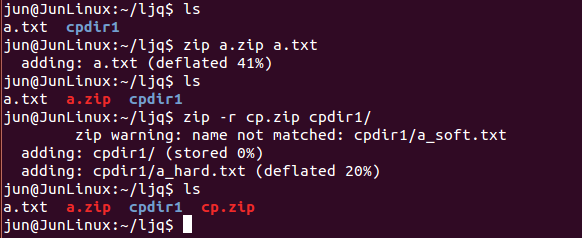 jun@JunLinux:~/ljq$ ls
a.txt  cpdir1
jun@JunLinux:~/ljq$ zip a.zip a.txt
  adding: a.txt (deflated 41%)
jun@JunLinux:~/ljq$ ls
a.txt  a.zip  cpdir1
jun@JunLinux:~/ljq$ zip -r cp.zip cpdir1/
        zip warning: name not matched: cpdir1/a_soft.txt
  adding: cpdir1/ (stored 0%)
  adding: cpdir1/a_hard.txt (deflated 20%)
jun@JunLinux:~/ljq$ ls
a.txt  a.zip  cpdir1  cp.zip
jun@JunLinux:~/ljq$